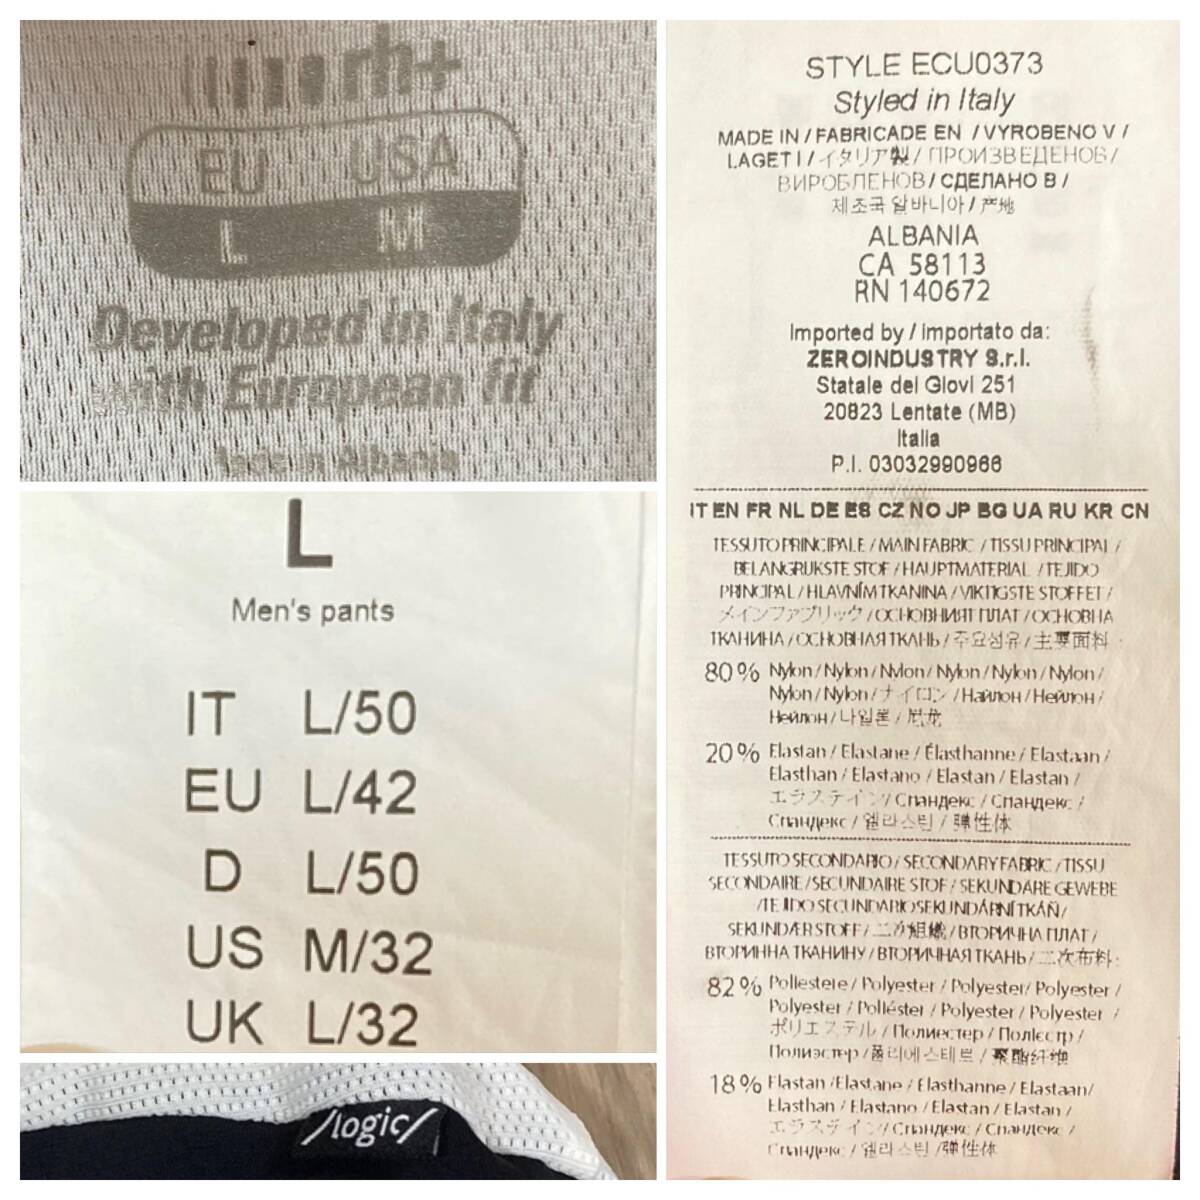 rh+
EU USA
L M
Developed in Italy
with European fit
Made in Albania
L
Men's pants
IT L/50
EU L/42
D L/50
US M/32
UK L/32
/logic/
STYLE ECU0373
Styled in Italy
MADE IN / FABRICADE EN / VYROBENO V /
LAGET I / イタリア製 / ПРОИЗВЕДЕНОВ /
ВИРОБЛЕНОВ / СДЕЛАНО В /
제조국 알바니아 / 产地
ALBANIA
CA 58113
RN 140672
Imported by / Importato da:
ZEROINDUSTRY S.r.l.
Statale dei Giovi 251
20823 Lentate (MB)
Italia
P.I. 03032990966
IT EN FR NL DE ES CZ NO JP BG UA RU KR CN
TESSUTO PRINCIPALE / MAIN FABRIC / TISSU PRINCIPAL /
BELANGRIJKSTE STOF / HAUPTMATERIAL / TEJIDO
PRINCIPAL / HLAVNÍM TKANINA / VIKTIGSTE STOFFET /
メインファブリック / ОСНОВНИЯТ ПЛАТ / ОСНОВНА
ТКАНИНА / ОСНОВНАЯ ТКАНЬ / 주요섬유 / 主要面料 :
80% Nylon / Nylon / Nylon / Nylon / Nylon / Nylon /
Nylon / Nylon / ナイロン / Найлон / Нейлон /
Нейлон / 나일론 / 尼龙
20% Elastan / Elastane / Élasthanne / Elastaan /
Elasthan / Elastano / Elastan / Elastan /
エラステイン / Спандекс / Спандекс /
Спандекс / 엘라스틴 / 弹性体
TESSUTO SECONDARIO / SECONDARY FABRIC / TISSU
SECONDAIRE / SECUNDAIRE STOF / SEKUNDARE GEWEBE
/ TEJIDO SECUNDARIO SEKUNDÁRNÍ TKÁŇ /
SEKUNDÆR STOFF / 二次組織 / ВТОРИЧНА ПЛАТ /
ВТОРИННА ТКАНИНУ / ВТОРИЧНАЯ ТКАНЬ / 二次布料:
82% Poliestere / Polyester / Polyester / Polyester /
Polyester / Poliéster / Polyester / Polyester /
ポリエステル / Полиестер / Поліестр /
Полиэстер / 폴리에스테르 / 聚酯纤维
18% Elastan / Elastane / Élasthanne / Elastaan /
Elasthan / Elastano / Elastan / Elastan /
エラステイン / Спандекс / Спандекс /
Спандекс / 엘라스틴 / 弹性体